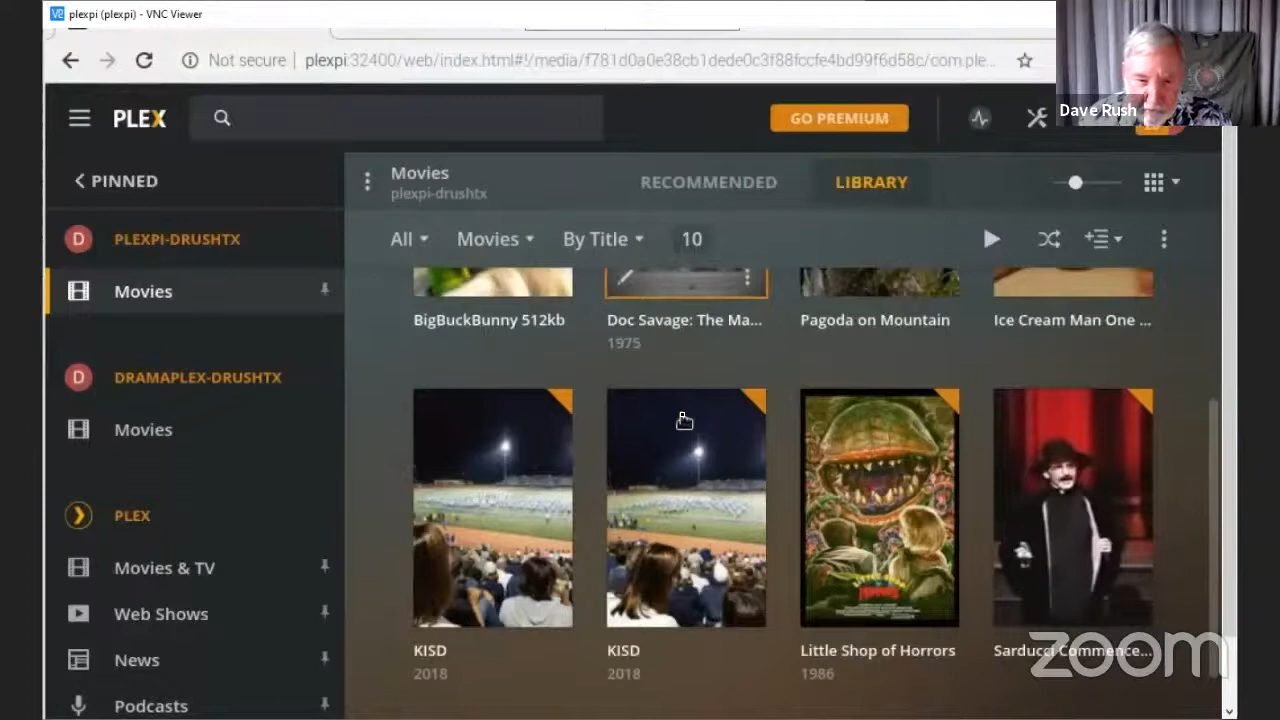 plexpi (plexpi) - VNC Viewer
Not secure
plexpi:32400/web/index.html#!/media/f781d0a0e38cb1dede0c3f88fccfe4bd99f6d58c/com.ple...
PLEX
GO PREMIUM
Dave Rush
PINNED
Movies
plexpi-drushtx
RECOMMENDED
LIBRARY
D
PLEXPI-DRUSHTX
All
Movies
By Title
10
Movies
BigBuckBunny 512kb
Doc Savage: The Ma...
1975
Pagoda on Mountain
Ice Cream Man One ...
D
DRAMAPLEX-DRUSHTX
Movies
PLEX
Movies & TV
Web Shows
News
Podcasts
KISD
2018
KISD
2018
Little Shop of Horrors
1986
Sarducci Commence...
zoom